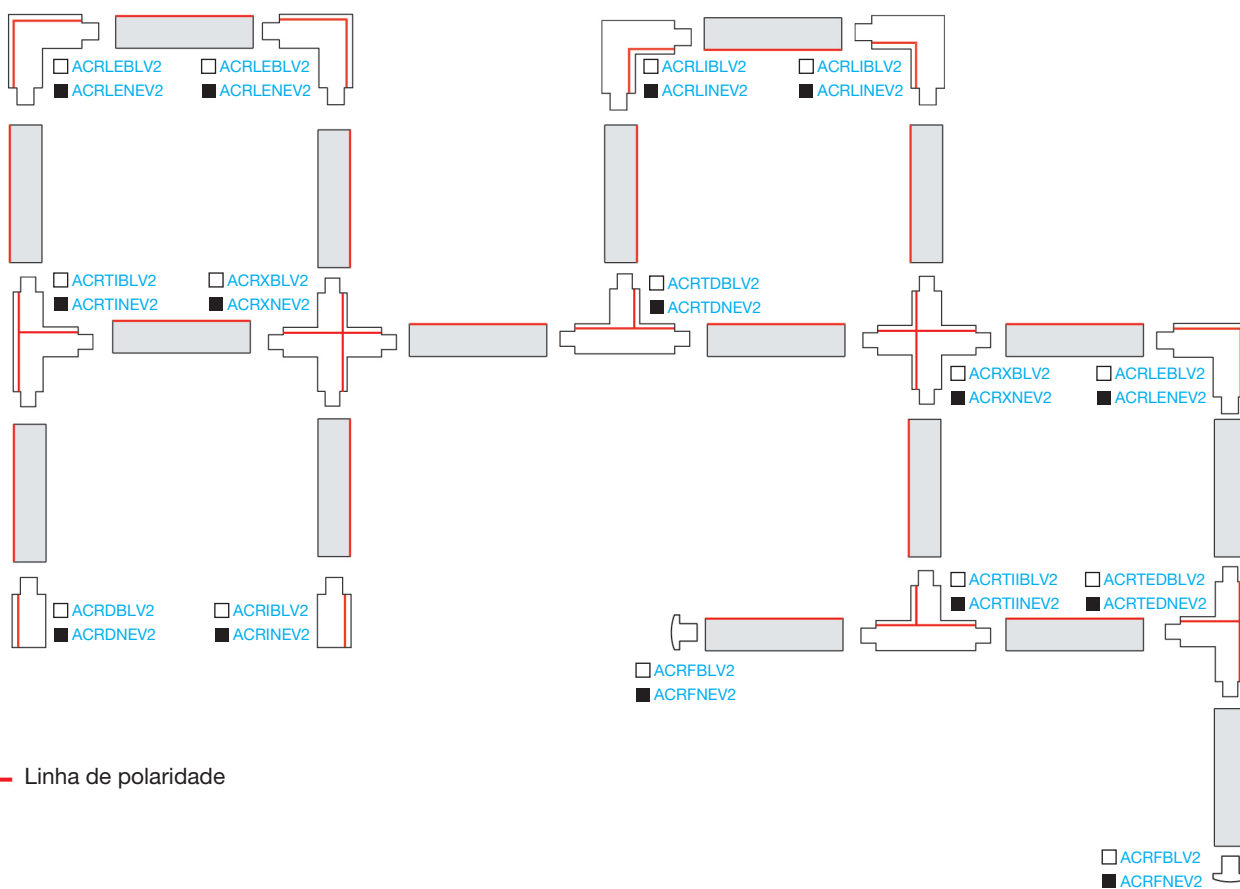 ACRLEBLV2 ACRLEBLV2 ACRLIBLV2 ACRLIBLV2
ACRLENEV2 ACRLENEV2 ACRLINEV2 ACRLINEV2
ACRTIBLV2 ACRXBLV2 ACRTDBLV2
ACRTINEV2 ACRXNEV2 ACRTDNEV2
ACRXBLV2 ACRLEBLV2
ACRXNEV2 ACRLENEV2
ACRTIIBLV2 ACRTEDBLV2
ACRTIINEV2 ACRTEDNEV2
ACRDBLV2 ACRIBLV2
ACRDNEV2 ACRINEV2
ACRFBLV2
ACRFNEV2
Linha de polaridade
ACRFBLV2
ACRFNEV2